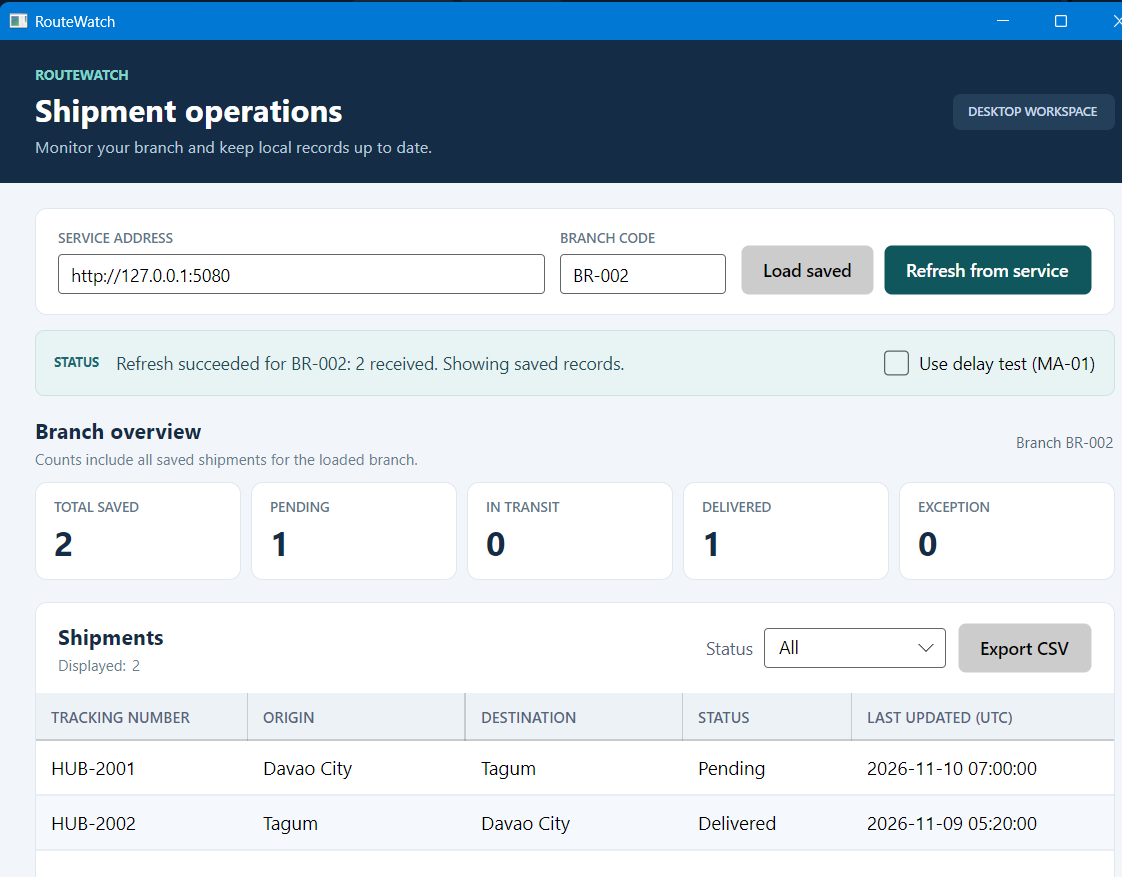 RouteWatch
ROUTEWATCH
Shipment operations
DESKTOP WORKSPACE
Monitor your branch and keep local records up to date.
SERVICE ADDRESS
BRANCH CODE
http://127.0.0.1:5080
BR-002
Load saved
Refresh from service
STATUS
Refresh succeeded for BR-002: 2 received. Showing saved records.
Use delay test (MA-01)
Branch overview
Counts include all saved shipments for the loaded branch.
Branch BR-002
TOTAL SAVED
2
PENDING
1
IN TRANSIT
0
DELIVERED
1
EXCEPTION
0
Shipments
Displayed: 2
Status
All
Export CSV
TRACKING NUMBER ORIGIN DESTINATION STATUS LAST UPDATED (UTC)
HUB-2001 Davao City Tagum Pending 2026-11-10 07:00:00
HUB-2002 Tagum Davao City Delivered 2026-11-09 05:20:00